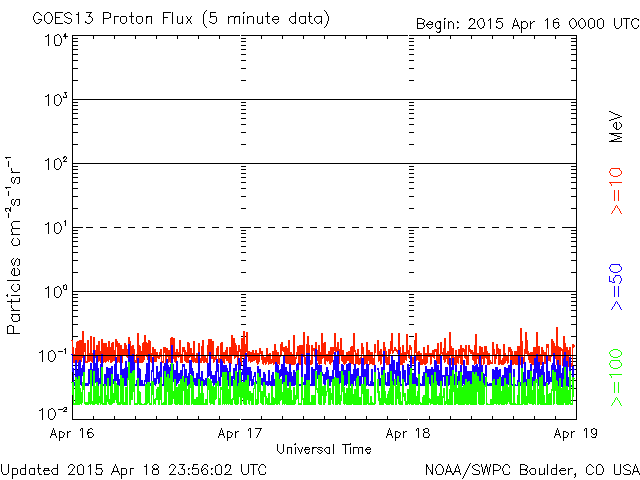 GOES13 Proton Flux (5 minute data)
Begin: 2015 Apr 16 0000 UTC
10⁴
10³
10²
10¹
10⁰
10⁻¹
10⁻²
Particles cm⁻²s⁻¹sr⁻¹
MeV
>=10
>=50
>=100
Apr 16 Apr 17 Apr 18 Apr 19
Universal Time
Updated 2015 Apr 18 23:56:02 UTC
NOAA/SWPC Boulder, CO USA